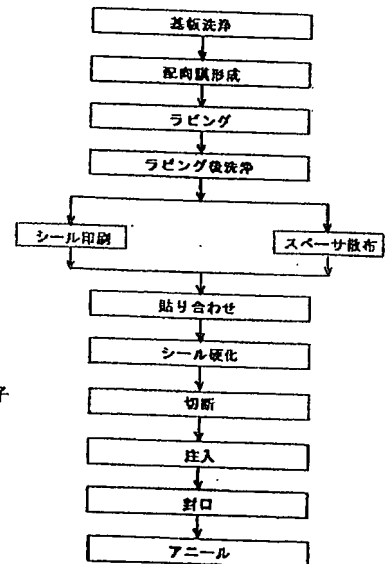 基板洗浄
配向膜形成
ラビング
ラビング後洗浄
シール印刷
スペーサ散布
貼り合わせ
シール硬化
子
切断
注入
封口
アニール